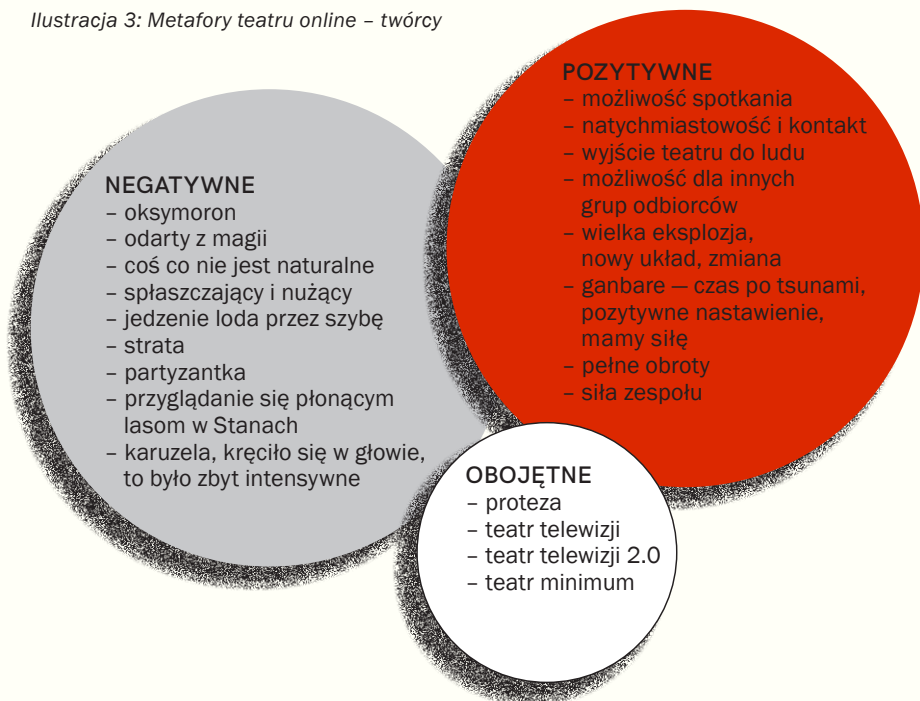 Ilustracja 3: Metafory teatru online – twórcy
NEGATYWNE
– oksymoron
– odarty z magii
– coś co nie jest naturalne
– spłaszczający i nużący
– jedzenie loda przez szybę
– strata
– partyzantka
– przyglądanie się płonącym
lasom w Stanach
– karuzela, kręciło się w głowie,
to było zbyt intensywne
POZYTYWNE
– możliwość spotkania
– natychmiastowość i kontakt
– wyjście teatru do ludu
– możliwość dla innych
grup odbiorców
– wielka eksplozja,
nowy układ, zmiana
– ganbare — czas po tsunami,
pozytywne nastawienie,
mamy siłę
– pełne obroty
– siła zespołu
OBOJĘTNE
– proteza
– teatr telewizji
– teatr telewizji 2.0
– teatr minimum